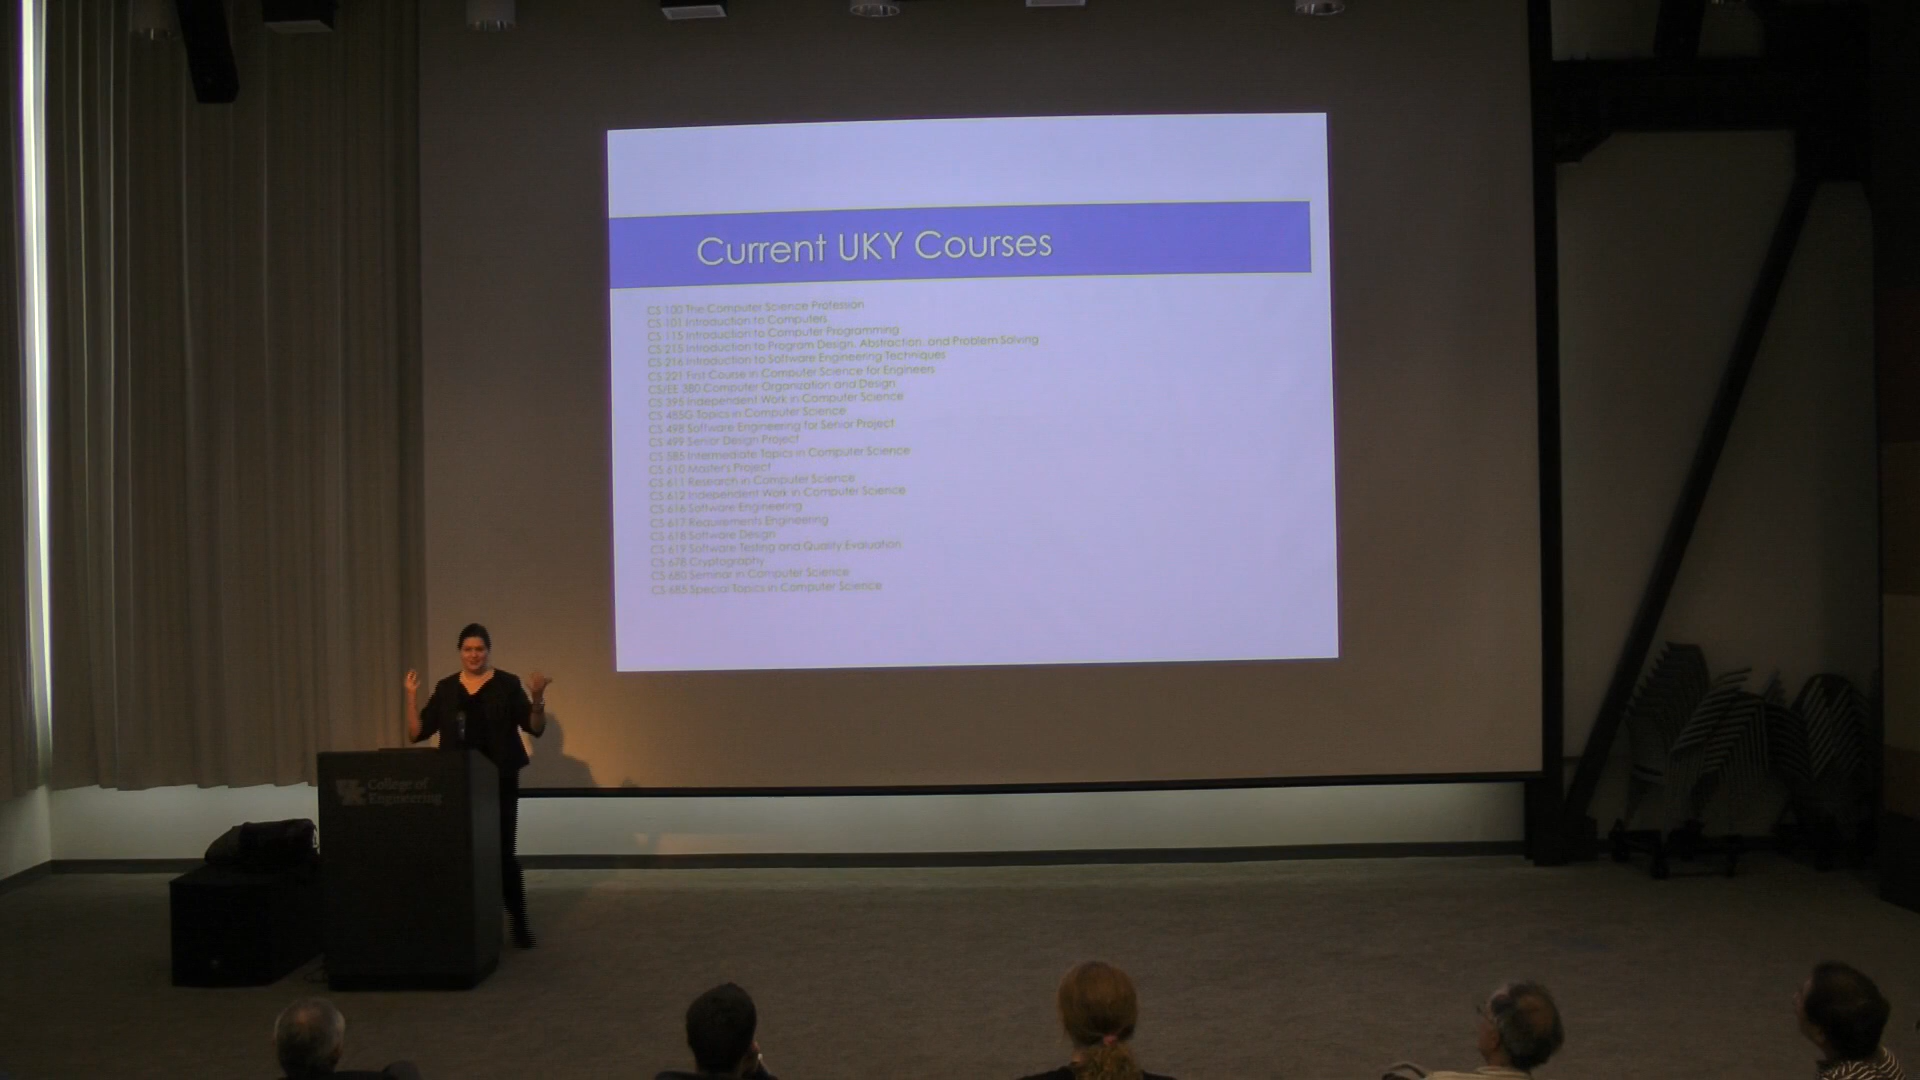 Current UKY Courses
CS 100 The Computer Science Profession
CS 101 Introduction to Computers
CS 115 Introduction to Computer Programming
CS 215 Introduction to Program Design, Abstraction, and Problem Solving
CS 216 Introduction to Software Engineering Techniques
CS 221 First Course in Computer Science for Engineers
CS/EE 380 Computer Organization and Design
CS 395 Independent Work in Computer Science
CS 485G Topics in Computer Science
CS 498 Software Engineering for Senior Project
CS 499 Senior Design Project
CS 585 Intermediate Topics in Computer Science
CS 610 Master's Project
CS 611 Research in Computer Science
CS 612 Independent Work in Computer Science
CS 616 Software Engineering
CS 617 Requirements Engineering
CS 618 Software Design
CS 619 Software Testing and Quality Evaluation
CS 678 Cryptography
CS 680 Seminar in Computer Science
CS 685 Special Topics in Computer Science
UK College of
Engineering